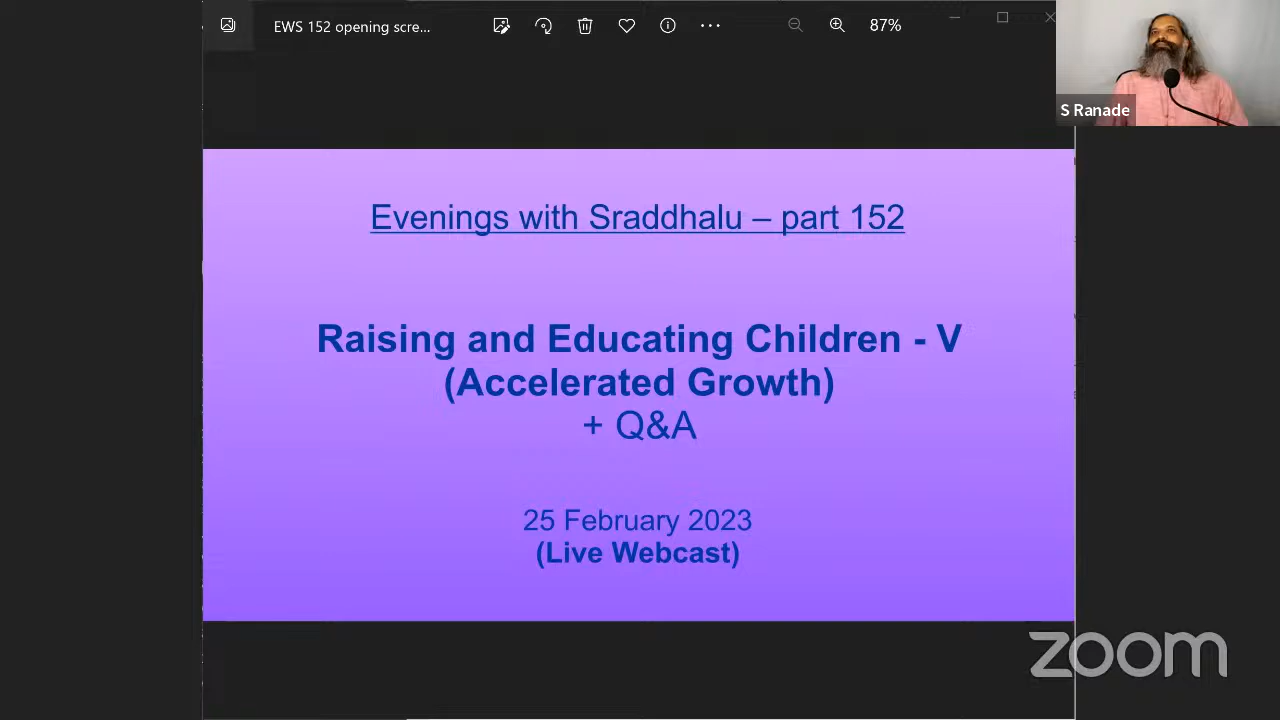 EWS 152 opening scre...
87%
S Ranade
Evenings with Sraddhalu – part 152
Raising and Educating Children - V
(Accelerated Growth)
+ Q&A
25 February 2023
(Live Webcast)
zoom